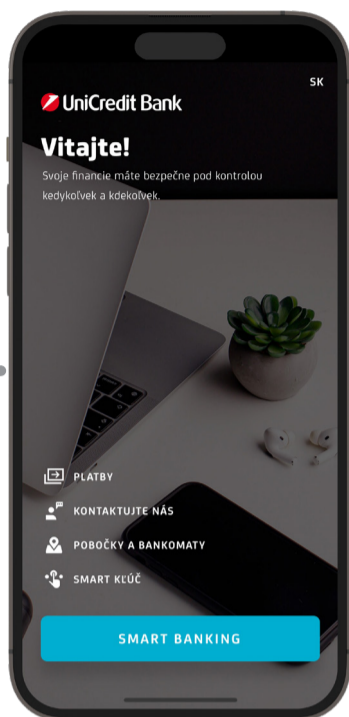 SK
UniCredit Bank
Vitajte!
Svoje financie máte bezpečne pod kontrolou
kedykoľvek a kdekoľvek.
PLATBY
KONTAKTUJTE NÁS
POBOČKY A BANKOMATY
SMART KĽÚČ
SMART BANKING